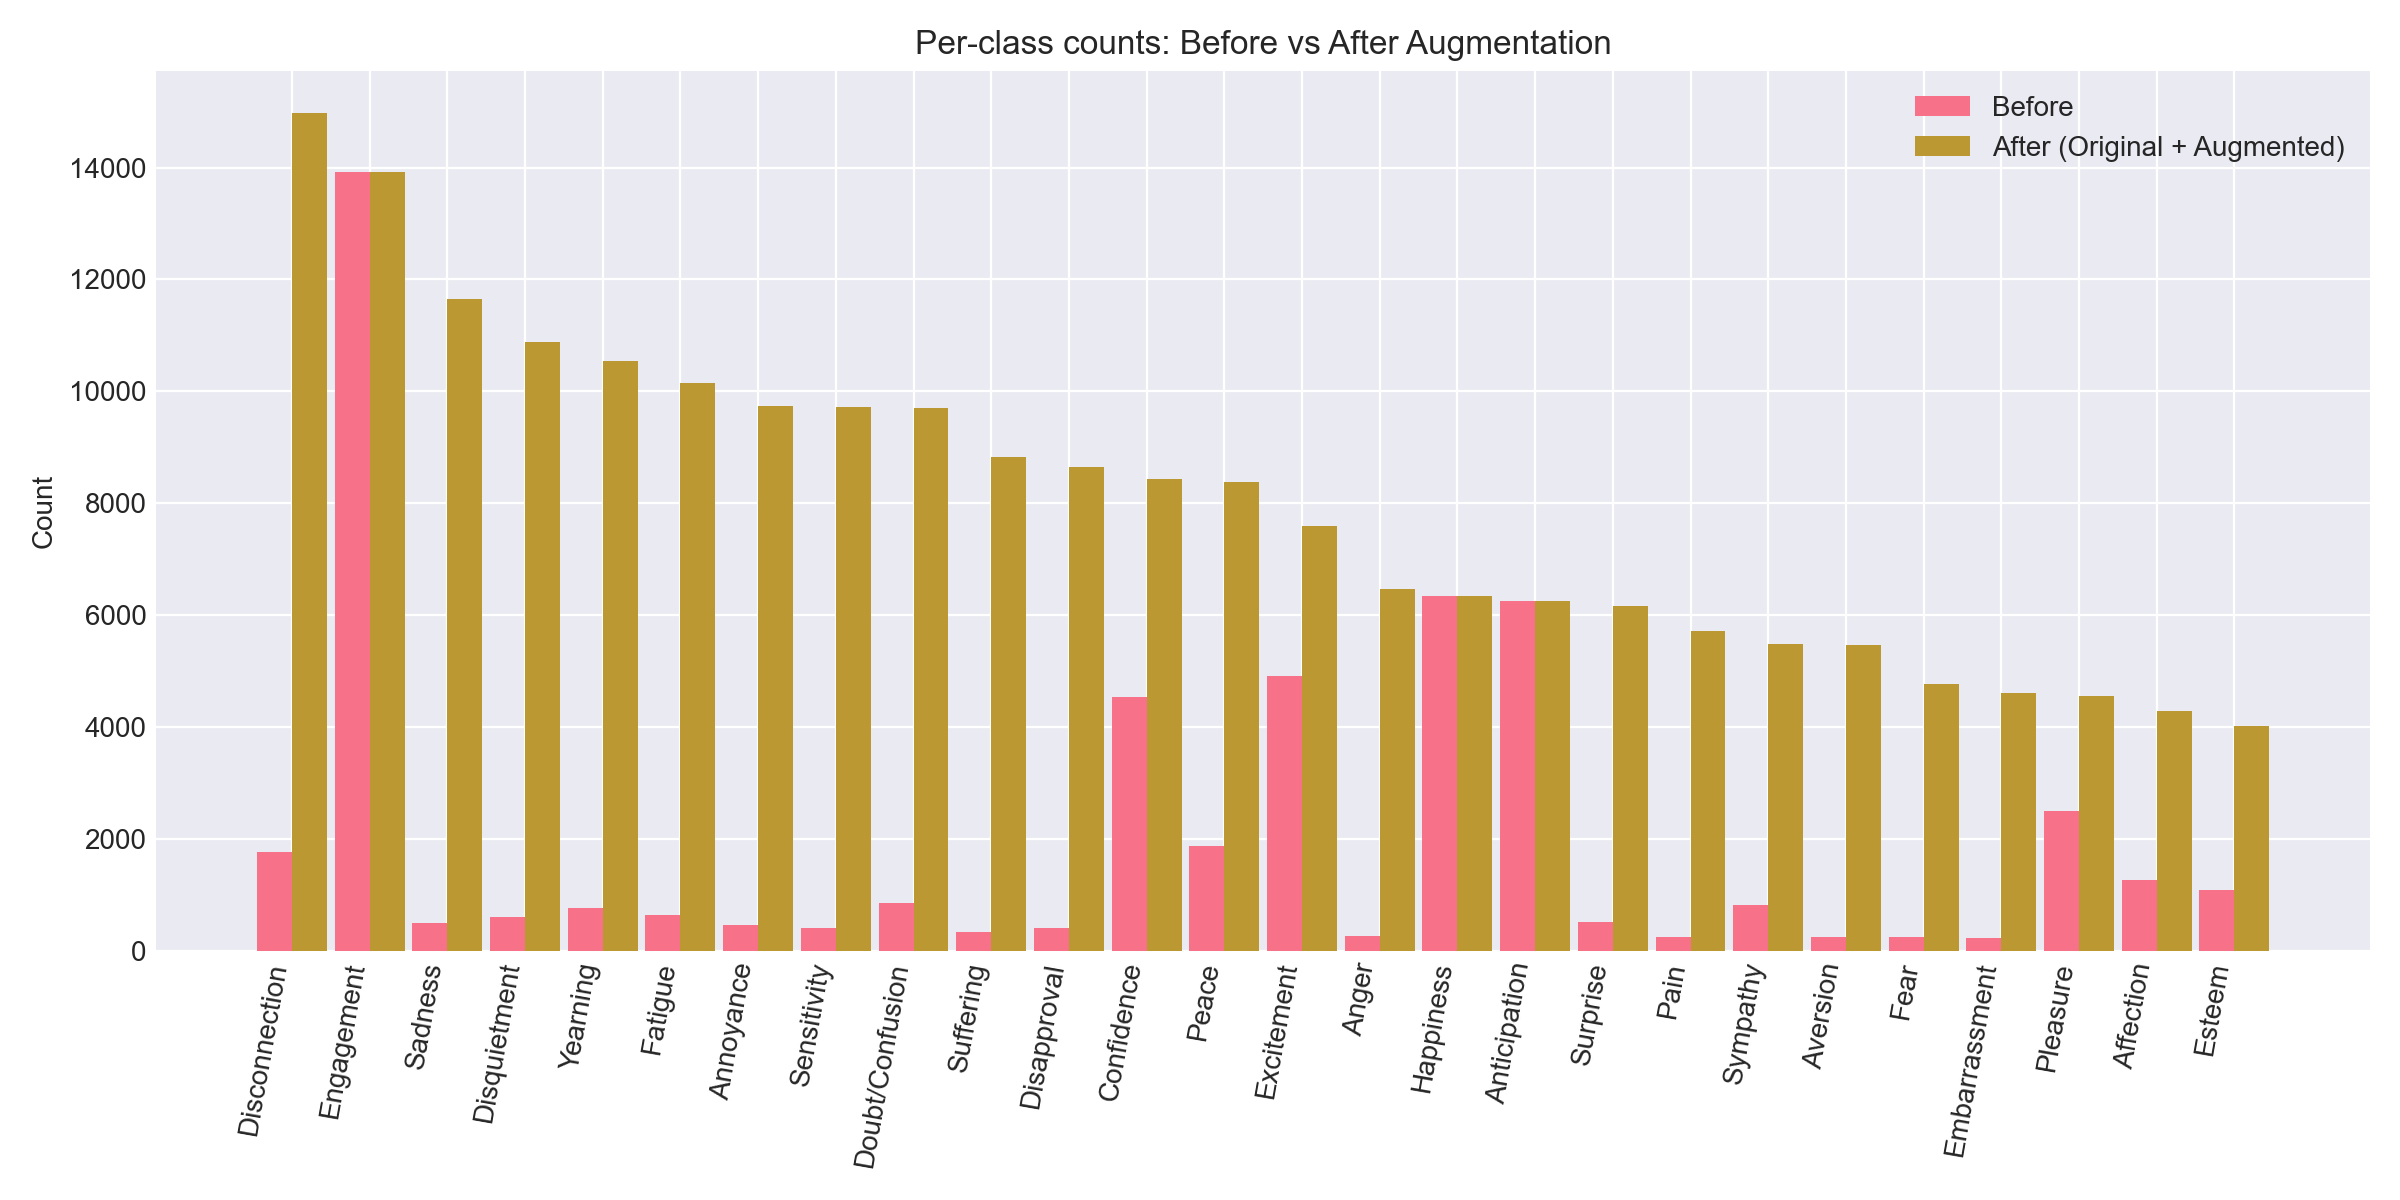 Per-class counts: Before vs After Augmentation
Before
After (Original + Augmented)
Count
14000
12000
10000
8000
6000
4000
2000
0
Disconnection
Engagement
Sadness
Disquietment
Yearning
Fatigue
Annoyance
Sensitivity
Doubt/Confusion
Suffering
Disapproval
Confidence
Peace
Excitement
Anger
Happiness
Anticipation
Surprise
Pain
Sympathy
Aversion
Fear
Embarrassment
Pleasure
Affection
Esteem